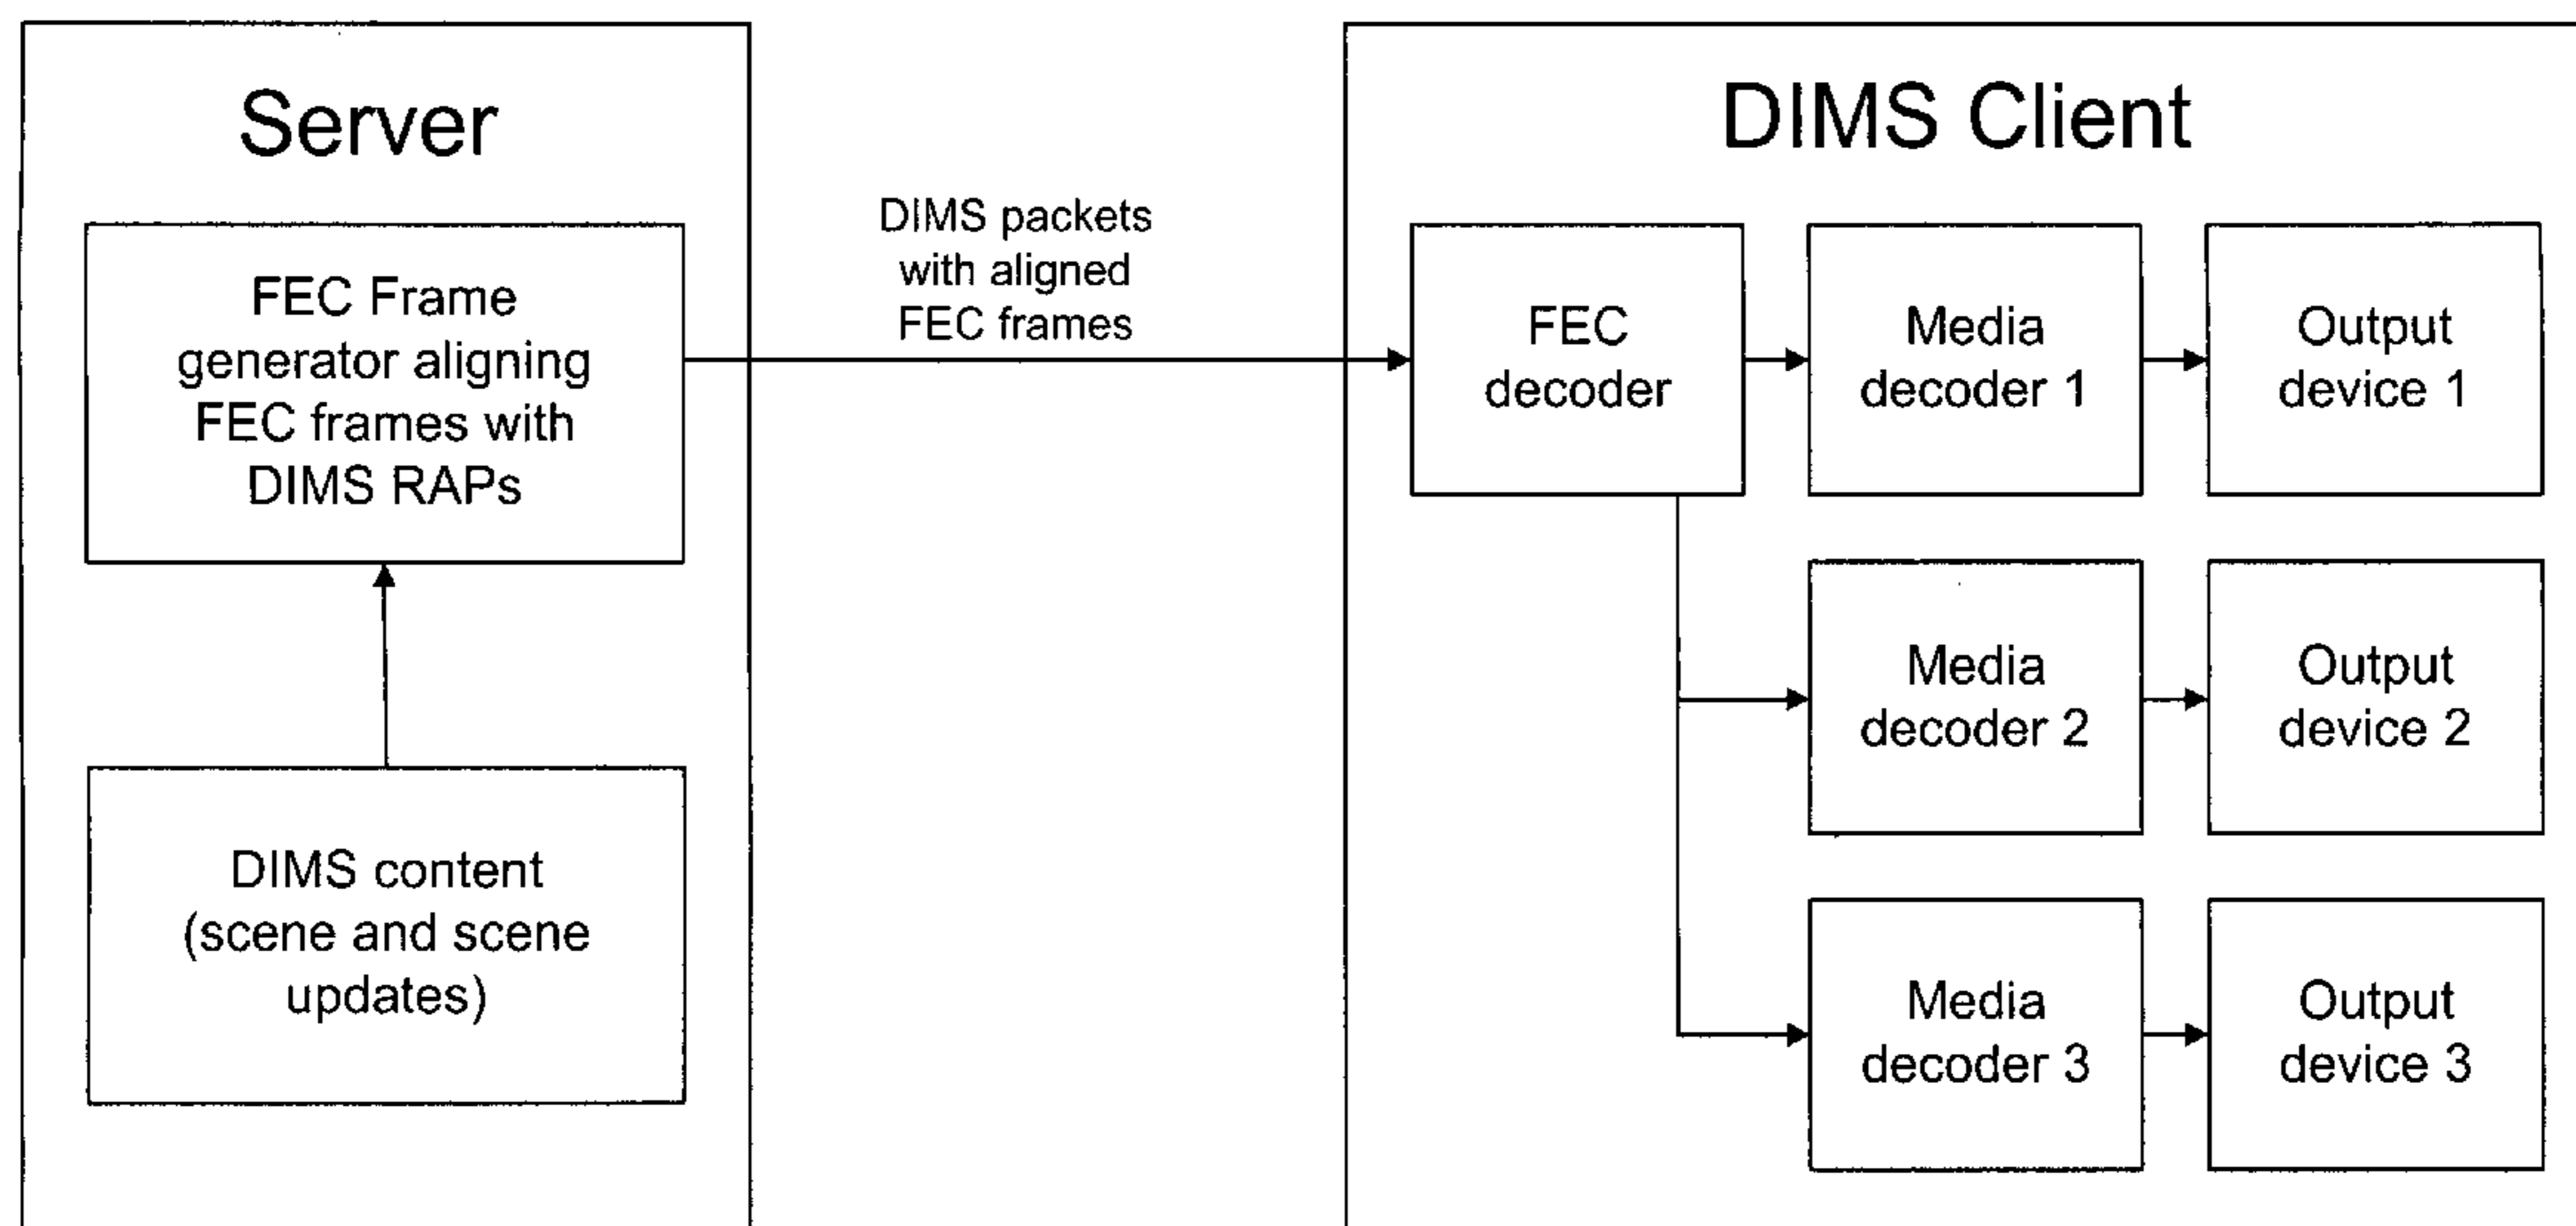 Server
FEC Frame
generator aligning
FEC frames with
DIMS RAPs
DIMS content
(scene and scene
updates)
DIMS packets
with aligned
FEC frames
DIMS Client
FEC
decoder
Media
decoder 1
Output
device 1
Media
decoder 2
Output
device 2
Media
decoder 3
Output
device 3